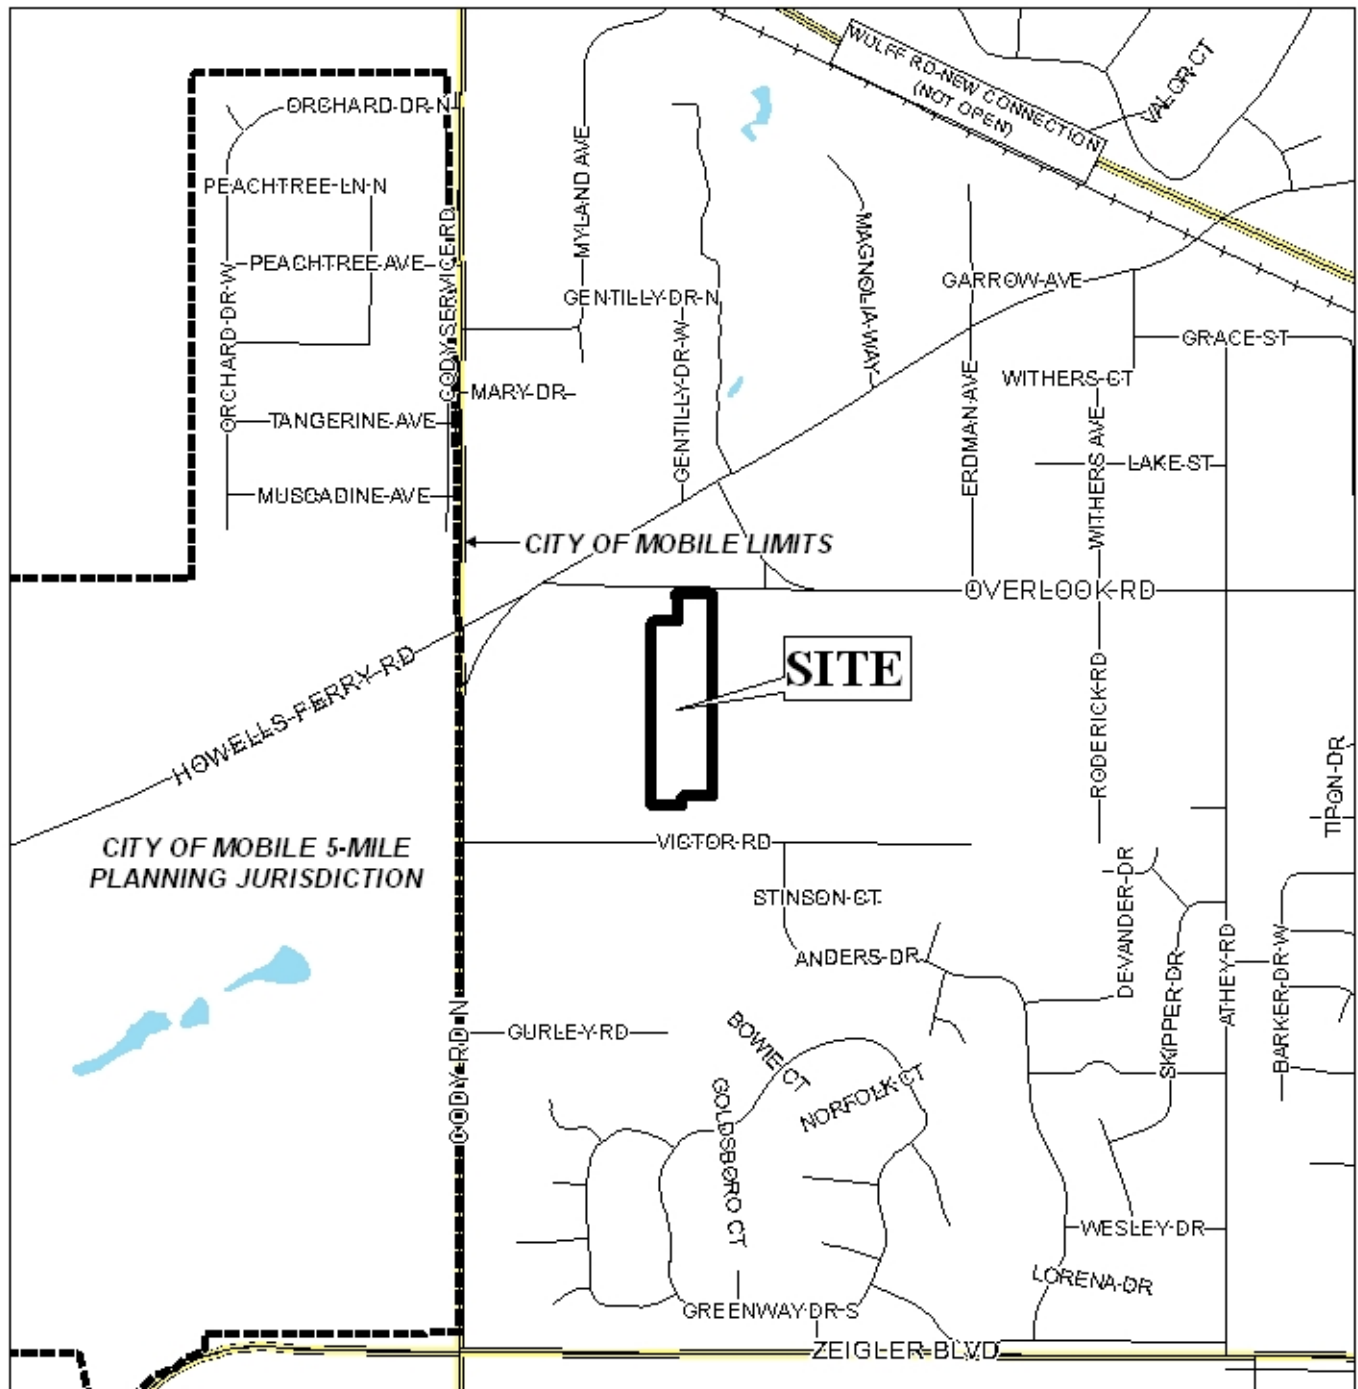 WULFF RD-NEW CONNECTION
(NOT OPEN)
VALOR CT
ORCHARD DR N
PEACHTREE LN N
MYLAND AVE
CODY SERVICE RD
PEACHTREE AVE
MAGNOLIA WAY
GARROW AVE
GENTILLY DR N
ORCHARD DR W
GENTILLY DR W
GRACE ST
WITHERS CT
MARY DR
ERDMAN AVE
TANGERINE AVE
WITHERS AVE
LAKE ST
MUSCADINE AVE
CITY OF MOBILE LIMITS
OVERLOOK RD
SITE
HOWELLS FERRY RD
RODERICK RD
TIPON DR
CITY OF MOBILE 5-MILE
PLANNING JURISDICTION
VICTOR RD
STINSON CT
DEVANDER DR
ANDERS DR
SKIPPER DR
ATHEY RD
BARKER DR W
CODY RD N
GURLEY RD
BOWIE CT
NORFOLK CT
GOLDSBORO CT
WESLEY DR
LORENA DR
GREENWAY DR S
ZEIGLER BLVD